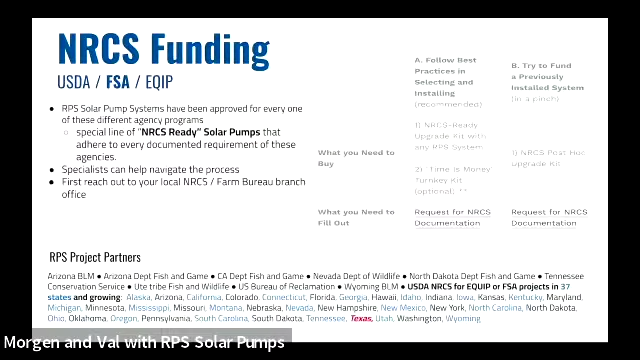 NRCS Funding
USDA / FSA / EQIP
● RPS Solar Pump Systems have been approved for every one
of these different agency programs
○ special line of "NRCS Ready" Solar Pumps that
adhere to every documented requirement of these
agencies.
● Specialists can help navigate the process
● First reach out to your local NRCS / Farm Bureau branch
office
A. Follow Best
Practices in
Selecting and
Installing
(recommended)
B. Try to Fund
a Previously
Installed System
(in a pinch)
What you Need to
Buy
1) NRCS-Ready
Upgrade Kit with
any RPS System
2) "Time is Money"
Turnkey Kit
(optional) **
1) NRCS Post Hoc
Upgrade Kit
What you Need to
Fill Out
Request for NRCS
Documentation
Request for NRCS
Documentation
RPS Project Partners
Arizona BLM ● Arizona Dept Fish and Game ● CA Dept Fish and Game ● Nevada Dept of Wildlife ● North Dakota Dept Fish and Game ● Tennessee
Conservation Service ● Ute tribe Fish and Wildlife ● US Bureau of Reclamation ● Wyoming BLM ● USDA NRCS for EQUIP or FSA projects in 37
states and growing: Alaska, Arizona, California, Colorado, Connecticut, Florida, Georgia, Hawaii, Idaho, Indiana, Iowa, Kansas, Kentucky, Maryland,
Michigan, Minnesota, Mississippi, Missouri, Montana, Nebraska, Nevada, New Hampshire, New Mexico, New York, North Carolina, North Dakota,
Ohio, Oklahoma, Oregon, Pennsylvania, South Carolina, South Dakota, Tennessee, Texas, Utah, Washington, Wyoming
Morgen and Val with RPS Solar Pumps